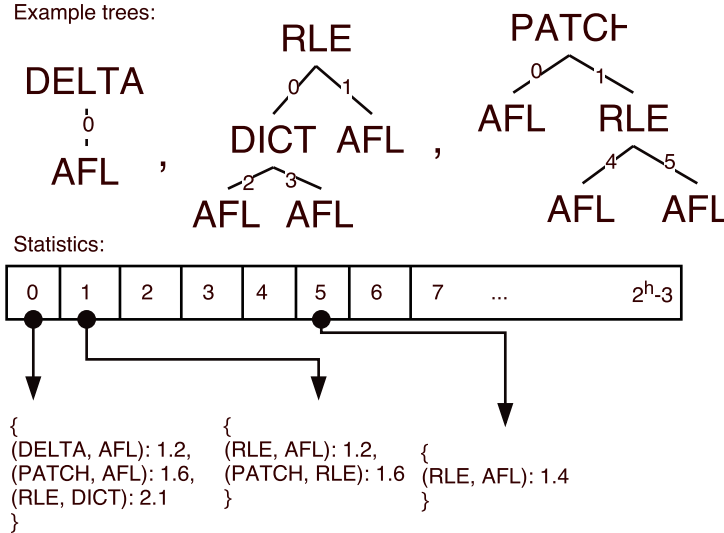 Example trees:
DELTA
0
AFL
,
RLE
0 1
DICT AFL
2 3
AFL AFL
,
PATCH
0 1
AFL RLE
4 5
AFL AFL
Statistics:
0 1 2 3 4 5 6 7 ... 2^h-3
{
(DELTA, AFL): 1.2,
(PATCH, AFL): 1.6,
(RLE, DICT): 2.1
}
{
(RLE, AFL): 1.2,
(PATCH, RLE): 1.6
}
{
(RLE, AFL): 1.4
}